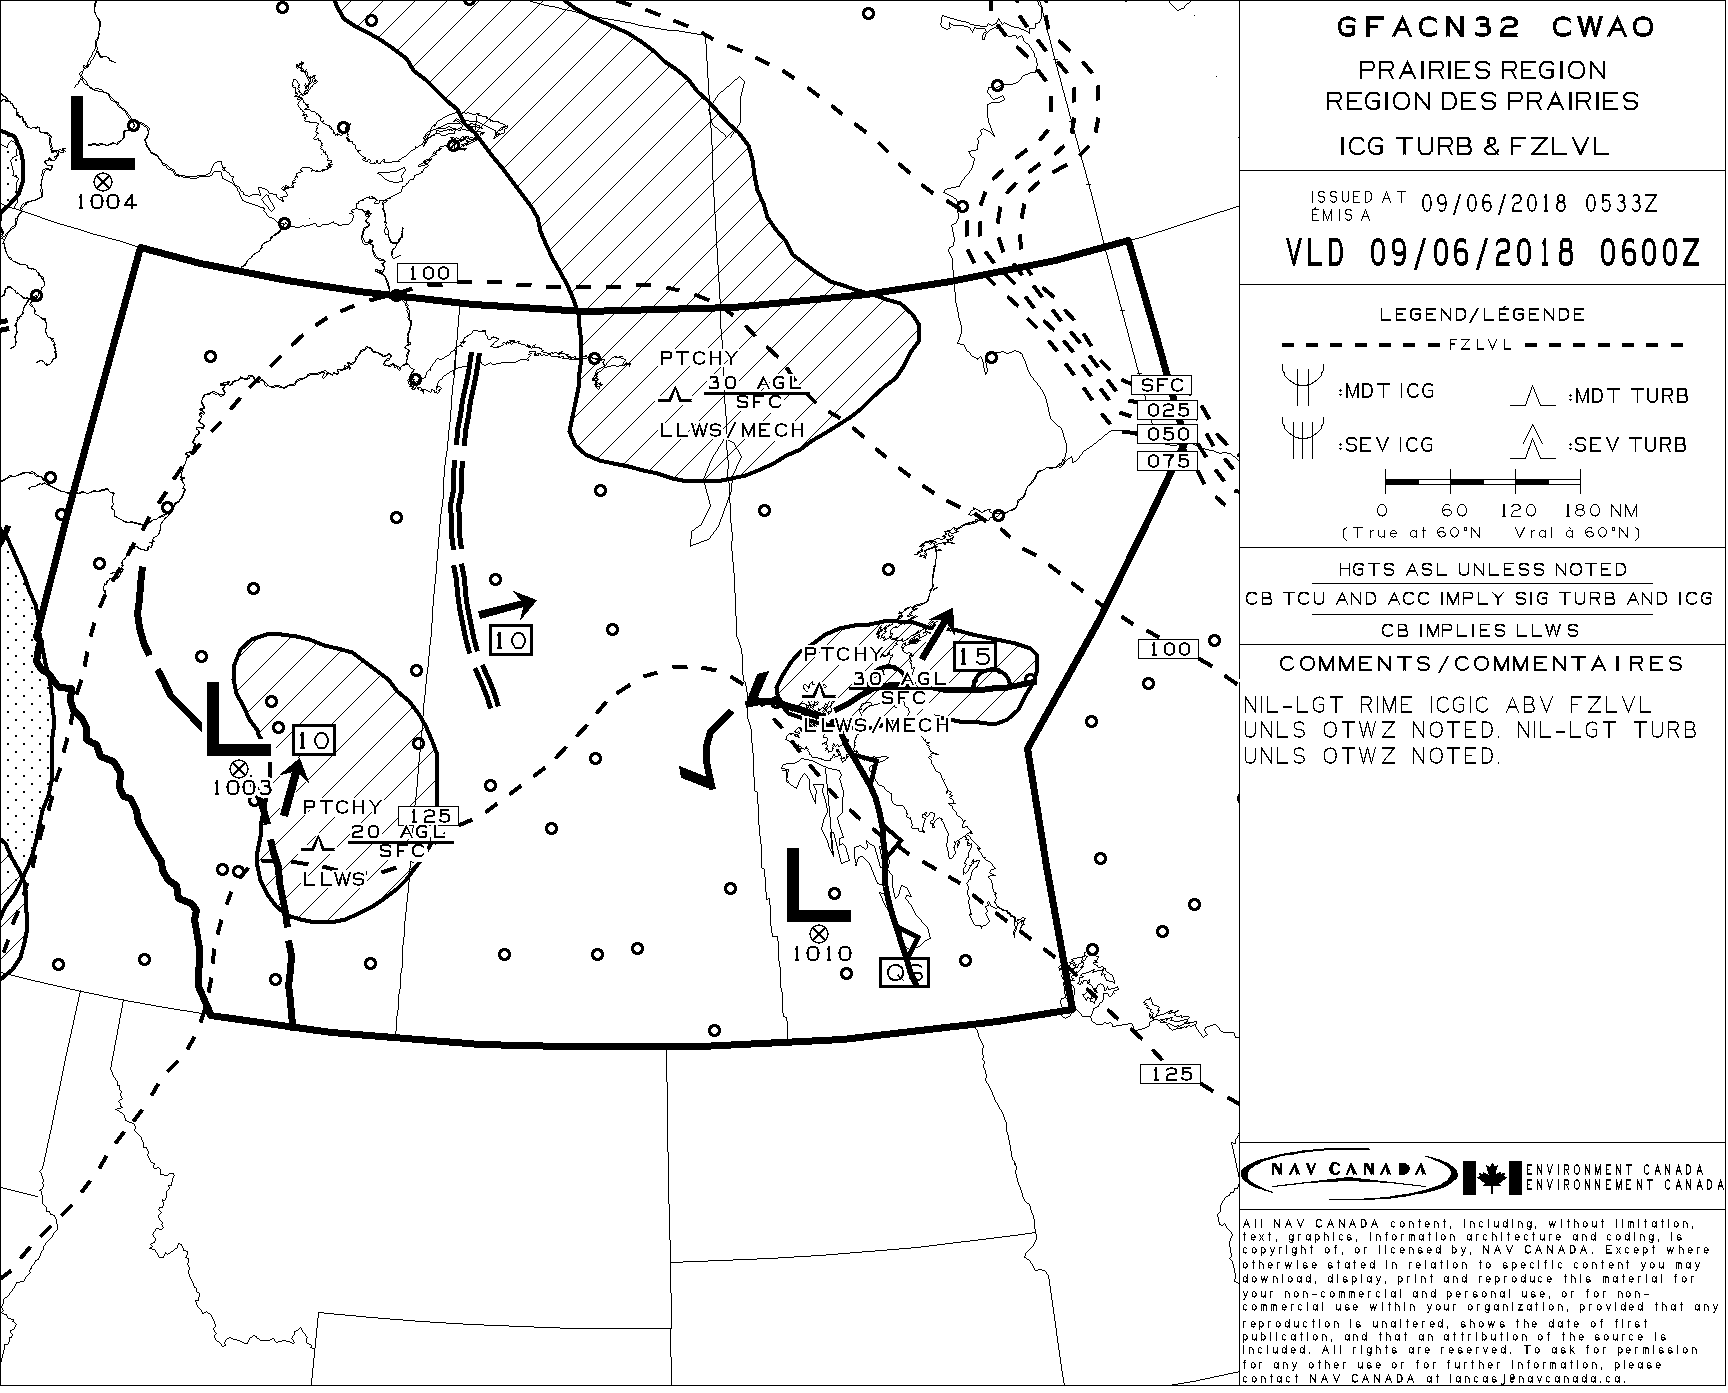 GFACN32 CWAO
PRAIRIES REGION
REGION DES PRAIRIES
ICG TURB & FZLVL
ISSUED AT
ÉMIS A
09/06/2018 0533Z
VLD 09/06/2018 0600Z
LEGEND/LÉGENDE
FZLVL
:MDT ICG
:MDT TURB
:SEV ICG
:SEV TURB
0 60 120 180 NM
(True at 60°N Vral à 60°N)
HGTS ASL UNLESS NOTED
CB TCU AND ACC IMPLY SIG TURB AND ICG
CB IMPLIES LLWS
COMMENTS/COMMENTAIRES
NIL-LGT RIME ICGIC ABV FZLVL
UNLS OTWZ NOTED. NIL-LGT TURB
UNLS OTWZ NOTED.
NAV CANADA
ENVIRONMENT CANADA
ENVIRONNEMENT CANADA
All NAV CANADA content, including, without limitation,
text, graphics, information architecture and coding, is
copyright of, or licensed by, NAV CANADA. Except where
otherwise stated in relation to specific content you may
download, display, print and reproduce this material for
your non-commercial and personal use, or for non-
commercial use within your organization, provided that any
reproduction is unaltered, shows the date of first
publication, and that an attribution of the source is
included. All rights are reserved. To ask for permission
for any other use or for further information, please
contact NAV CANADA at lancasj@navcanada.ca.
L
1004
100
PTCHY
30 AGL
SFC
LLWS/MECH
SFC
025
050
075
10
100
PTCHY
15
30 AGL
SFC
LLWS/MECH
L
10
1003
PTCHY
125
20 AGL
SFC
LLWS
L
1010
QS
125